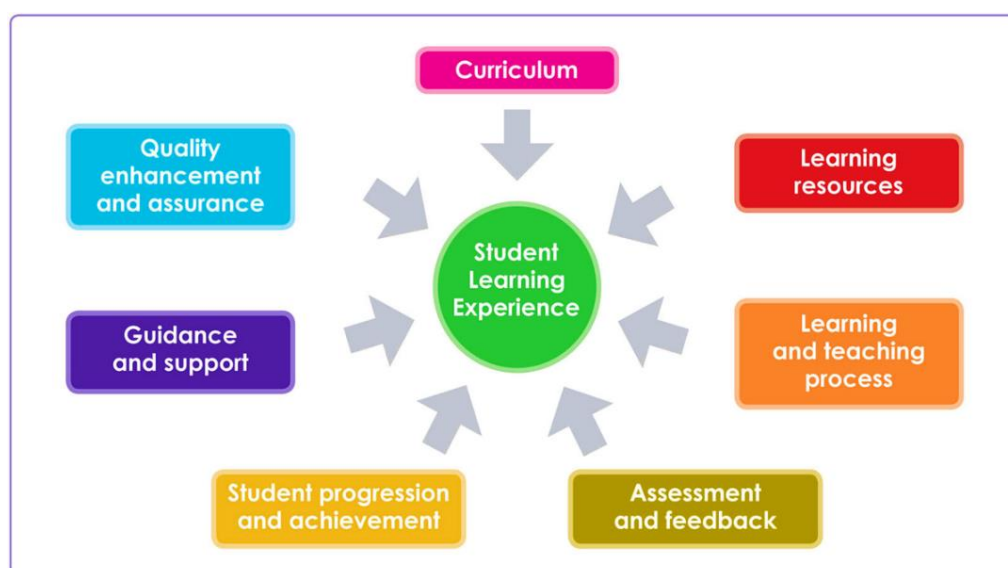 Curriculum
Quality
enhancement
and assurance
Learning
resources
Student
Learning
Experience
Guidance
and support
Learning
and teaching
process
Student progression
and achievement
Assessment
and feedback